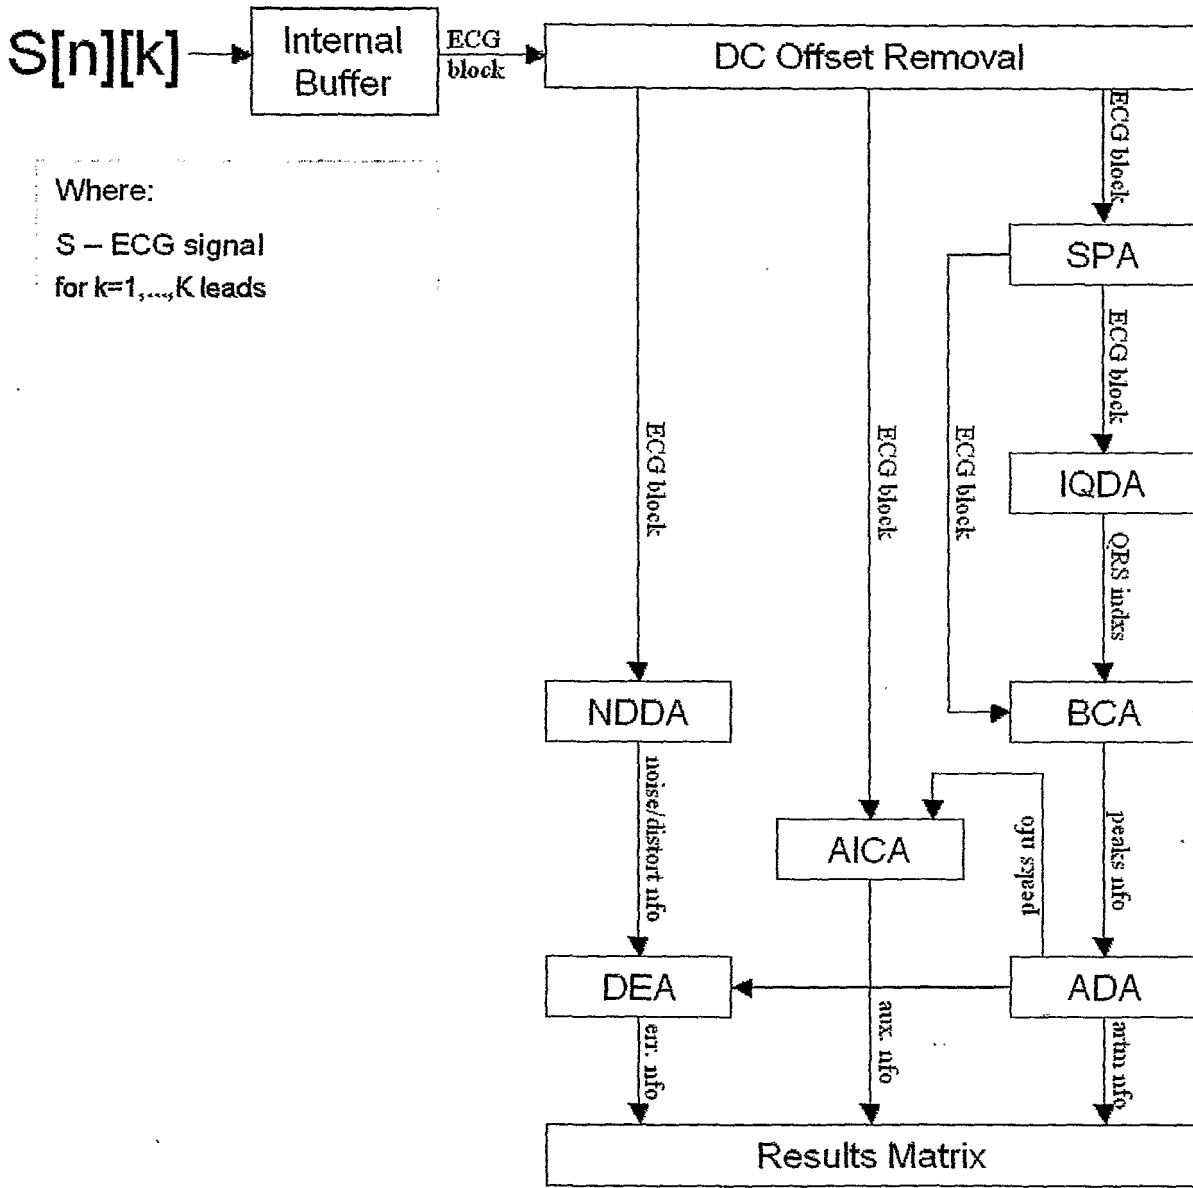 S[n][k]
Internal
Buffer
ECG
block
DC Offset Removal
Where:
S – ECG signal
for k=1,...,K leads
ECG block
SPA
ECG block
ECG block
ECG block
ECG block
IQDA
QRS indxs
NDDA
BCA
noise/distort nfo
AICA
peaks nfo
peaks nfo
DEA
ADA
err. nfo
aux. nfo
artm nfo
Results Matrix